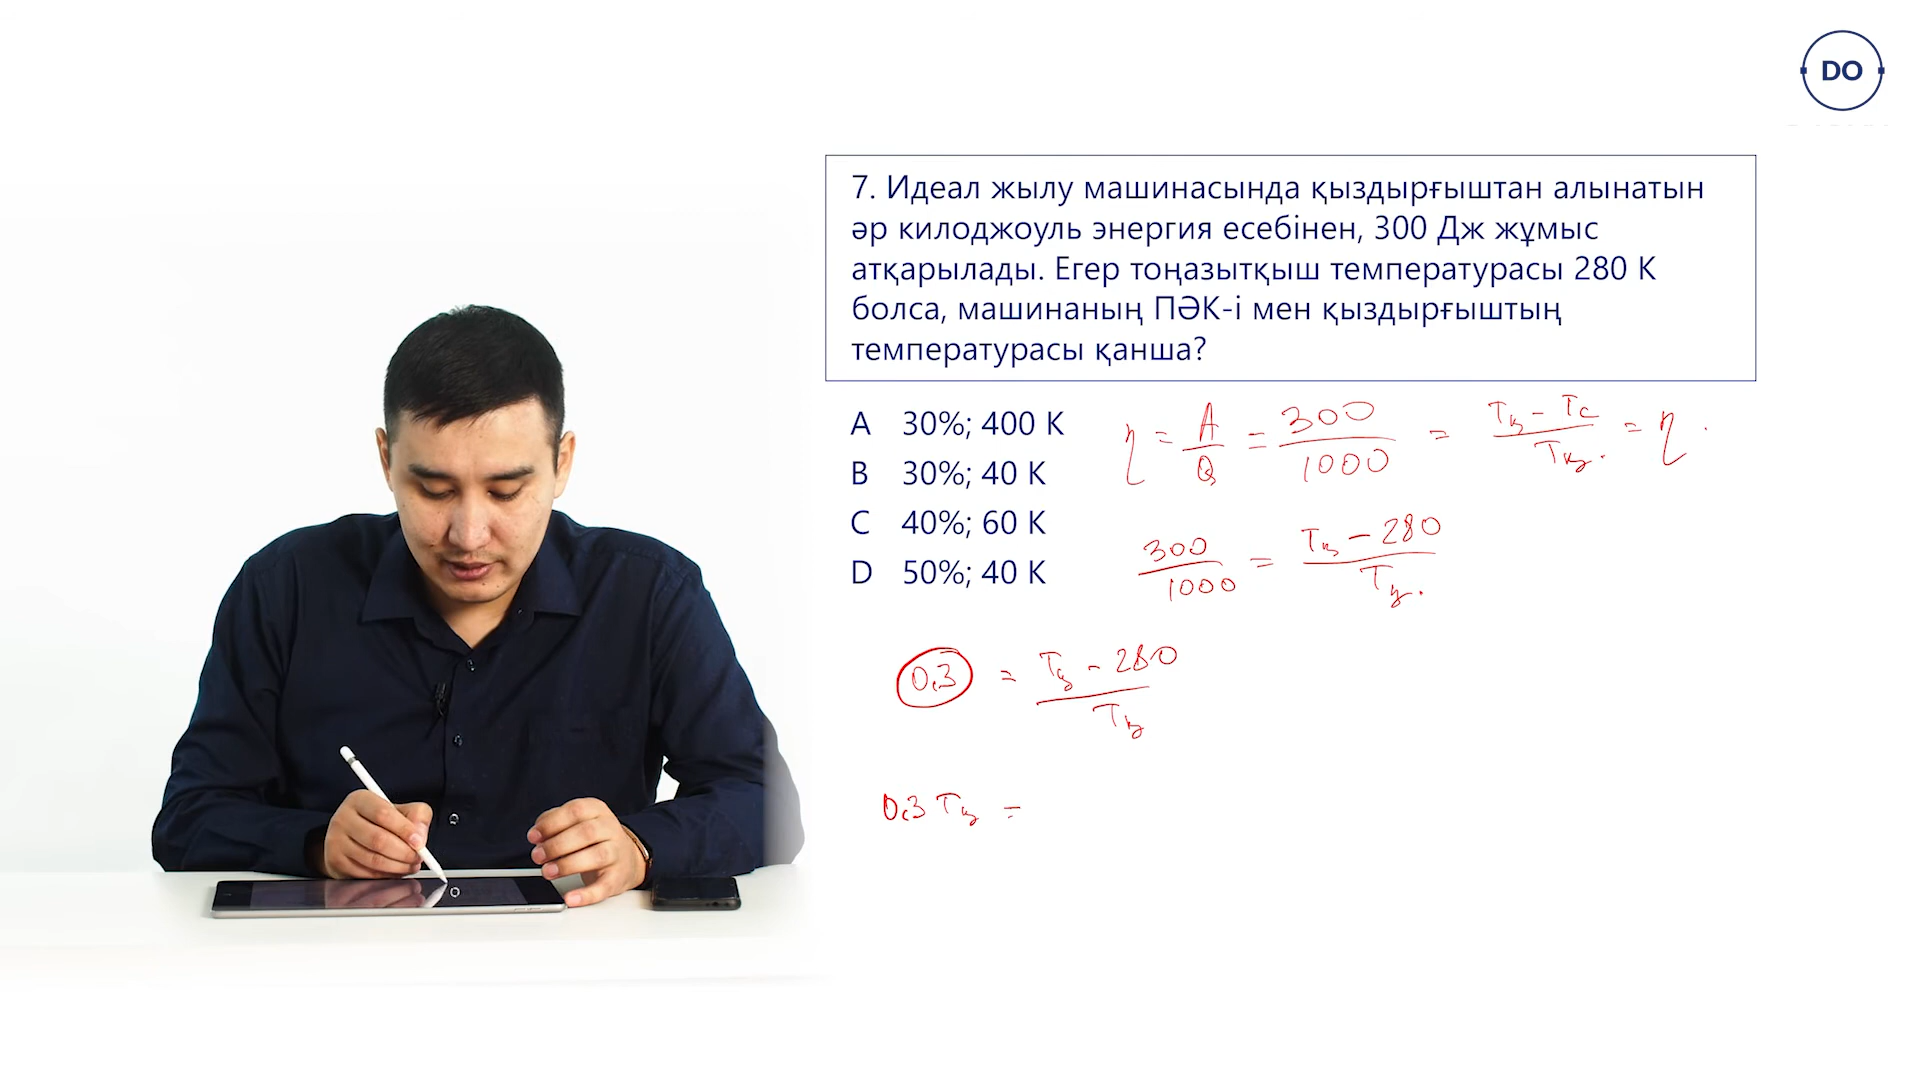 DO
7. Идеал жылу машинасында қыздырғыштан алынатын
әр килоджоуль энергия есебінен, 300 Дж жұмыс
атқарылады. Егер тоңазытқыш температурасы 280 К
болса, машинаның ПӘК-і мен қыздырғыштың
температурасы қанша?
A 30%; 400 К
B 30%; 40 К
C 40%; 60 К
D 50%; 40 К
η = A/Q = 300/1000 = Tқ - Tс/Tқ. = η.
300/1000 = Tқ - 280/Tқ.
0,3 = Tқ - 280/Tқ
0,3 Tқ =